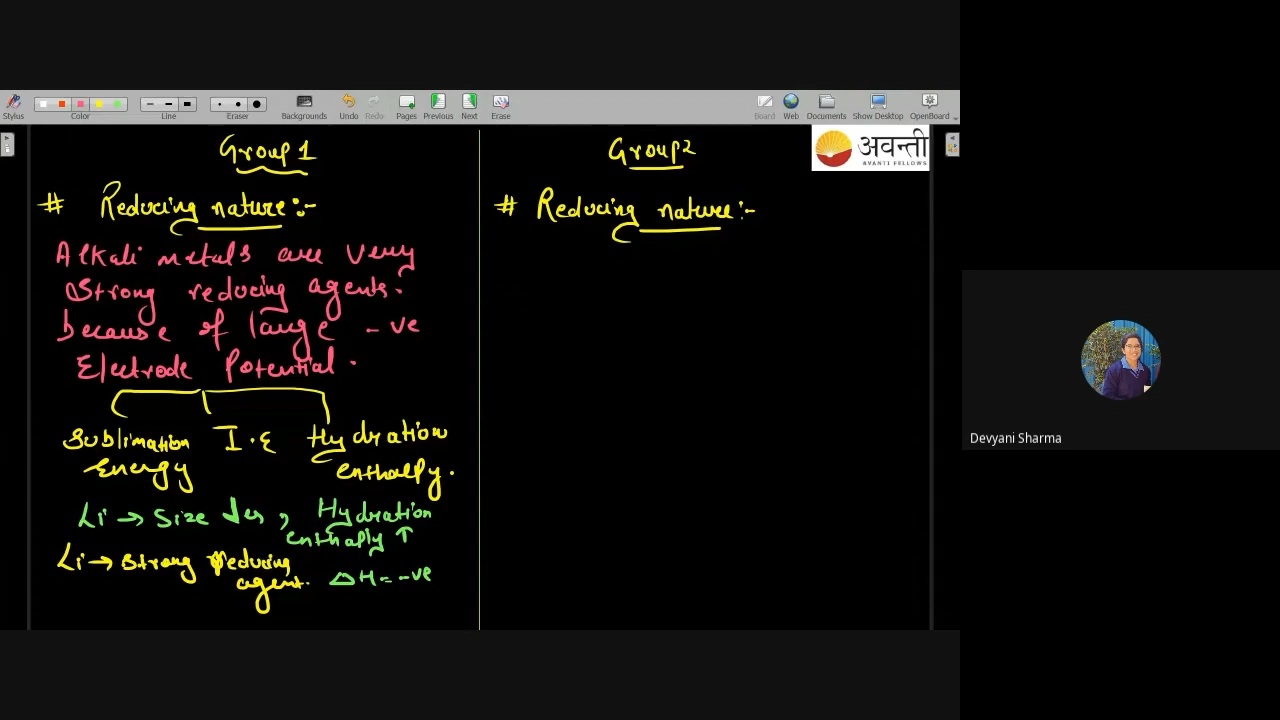 Stylus
Color
Line
Eraser
Backgrounds
Undo
Redo
Pages
Previous
Next
Erase
Board
Web
Documents
Show Desktop
OpenBoard
अवन्ती
AVANTI FELLOWS
Group 1
# Reducing nature:-
Alkali metals are very
Strong reducing agents.
because of large -ve
Electrode Potential.
Sublimation Energy
I.E
Hydration enthalpy.
Li → Size ↓es, Hydration enthalpy ↑
Li → Strong reducing agent.
ΔH = -ve
Group 2
# Reducing nature:-
Devyani Sharma